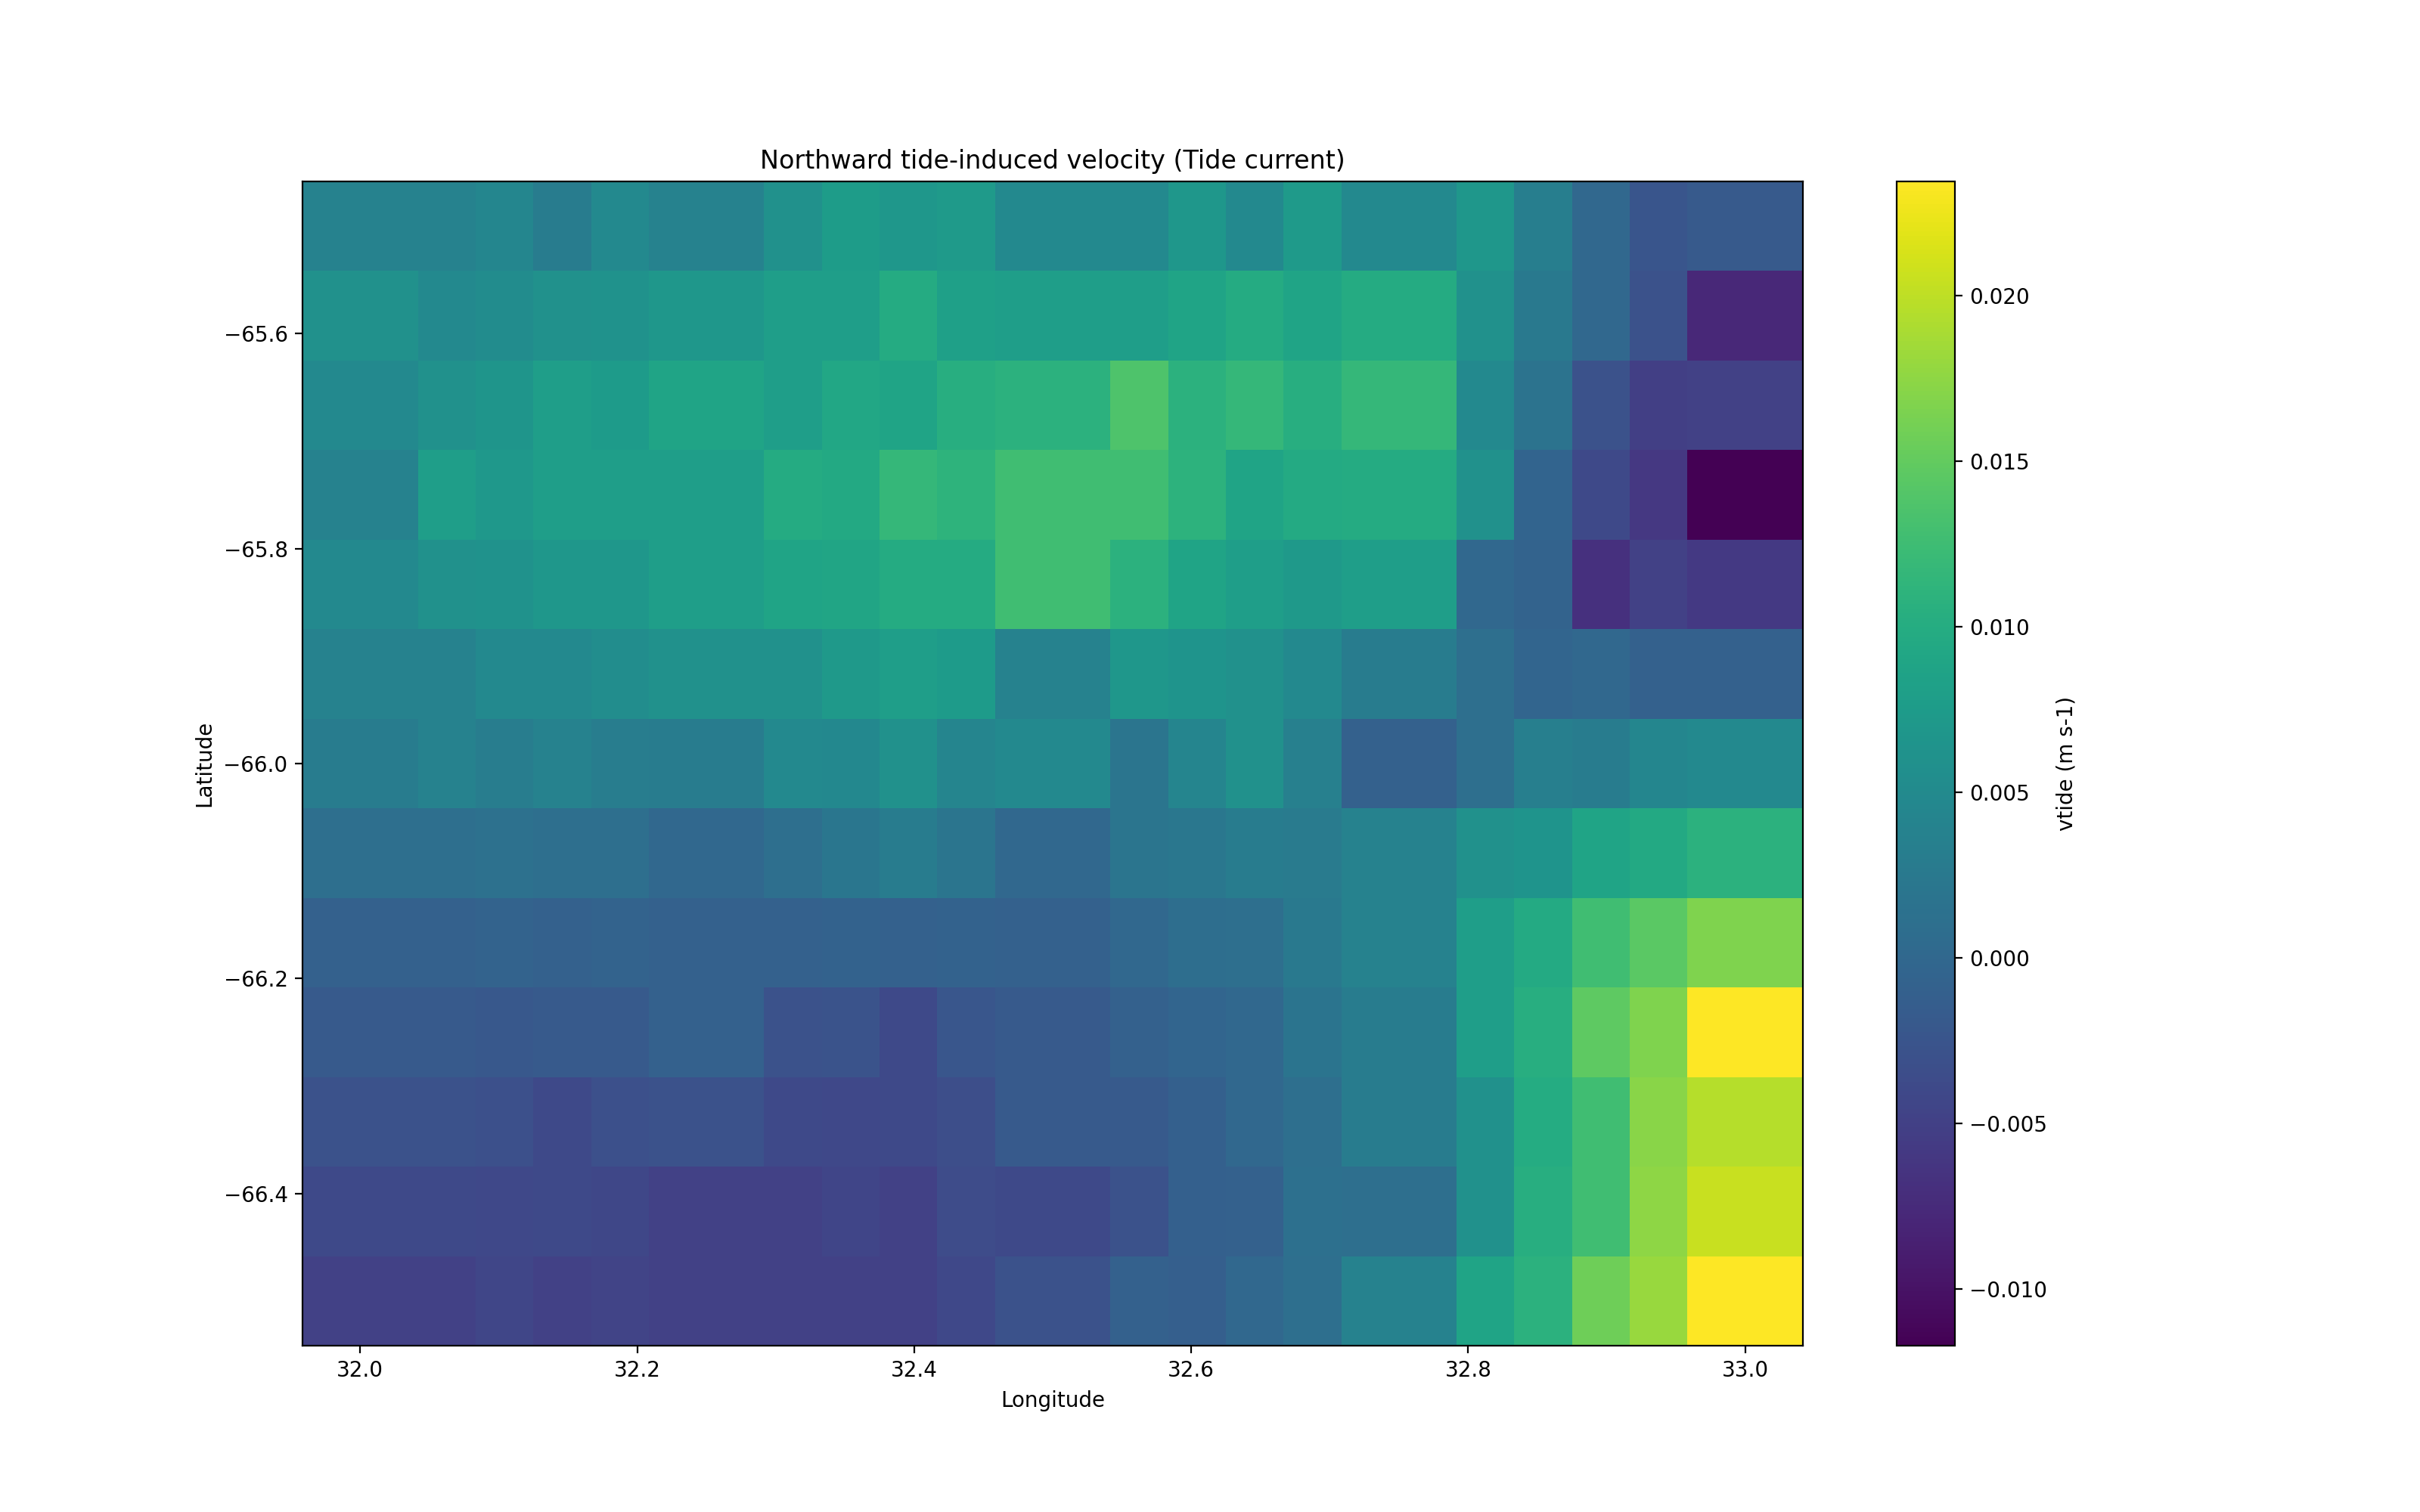 Northward tide-induced velocity (Tide current)
−65.6
−65.8
−66.0
−66.2
−66.4
Latitude
32.0 32.2 32.4 32.6 32.8 33.0
Longitude
0.020
0.015
0.010
0.005
0.000
−0.005
−0.010
vtide (m s-1)